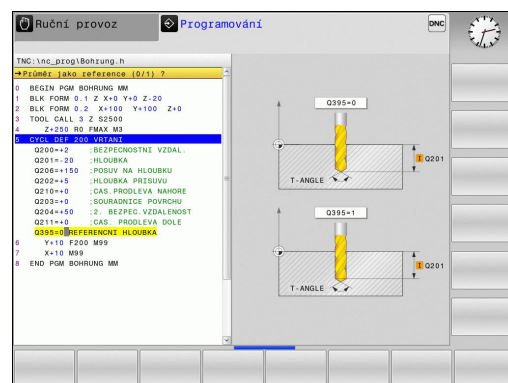 Ruční provoz
Programování
DNC
TNC:\nc_prog\Bohrung.h
→Průměr jako reference (0/1) ?
0 BEGIN PGM BOHRUNG MM
1 BLK FORM 0.1 Z X+0 Y+0 Z-20
2 BLK FORM 0.2 X+100 Y+100 Z+0
3 TOOL CALL 3 Z S2500
4 Z+250 R0 FMAX M3
5 CYCL DEF 200 VRTANI
Q200=+2 ;BEZPECNOSTNI VZDAL.
Q201=-20 ;HLOUBKA
Q206=+150 ;POSUV NA HLOUBKU
Q202=+5 ;HLOUBKA PRISUVU
Q210=+0 ;CAS.PRODLEVA NAHORE
Q203=+0 ;SOURADNICE POVRCHU
Q204=+50 ;2. BEZPEC.VZDALENOST
Q211=+0 ;CAS. PRODLEVA DOLE
Q395=0 REFERENCNI HLOUBKA
6 Y+10 F200 M99
7 X+10 M99
8 END PGM BOHRUNG MM
Q395=0
I Q201
T-ANGLE
Q395=1
I Q201
T-ANGLE